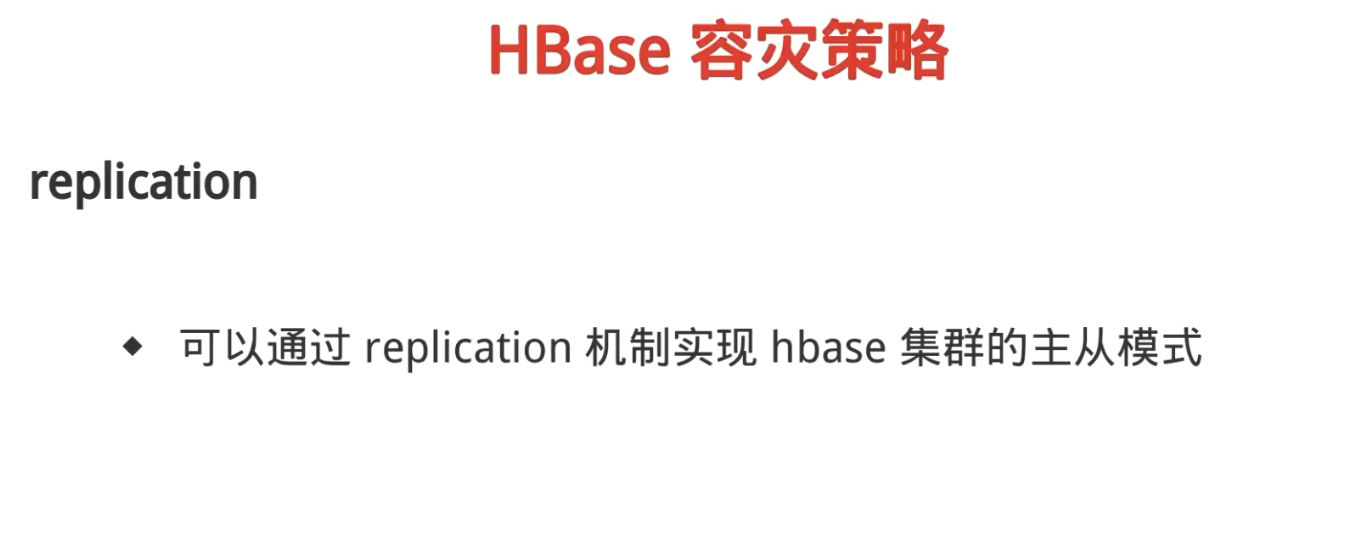 HBase 容灾策略
replication
◆ 可以通过 replication 机制实现 hbase 集群的主从模式